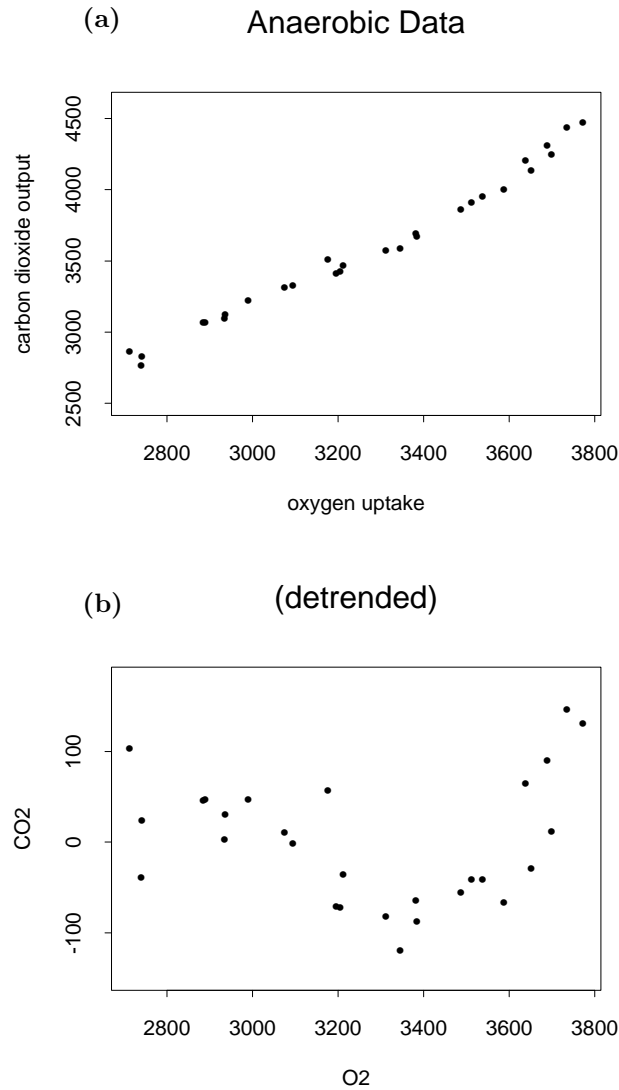 (a) Anaerobic Data
4500
4000
3500
3000
2500
carbon dioxide output
2800 3000 3200 3400 3600 3800
oxygen uptake
(b) (detrended)
100
0
-100
CO2
2800 3000 3200 3400 3600 3800
O2